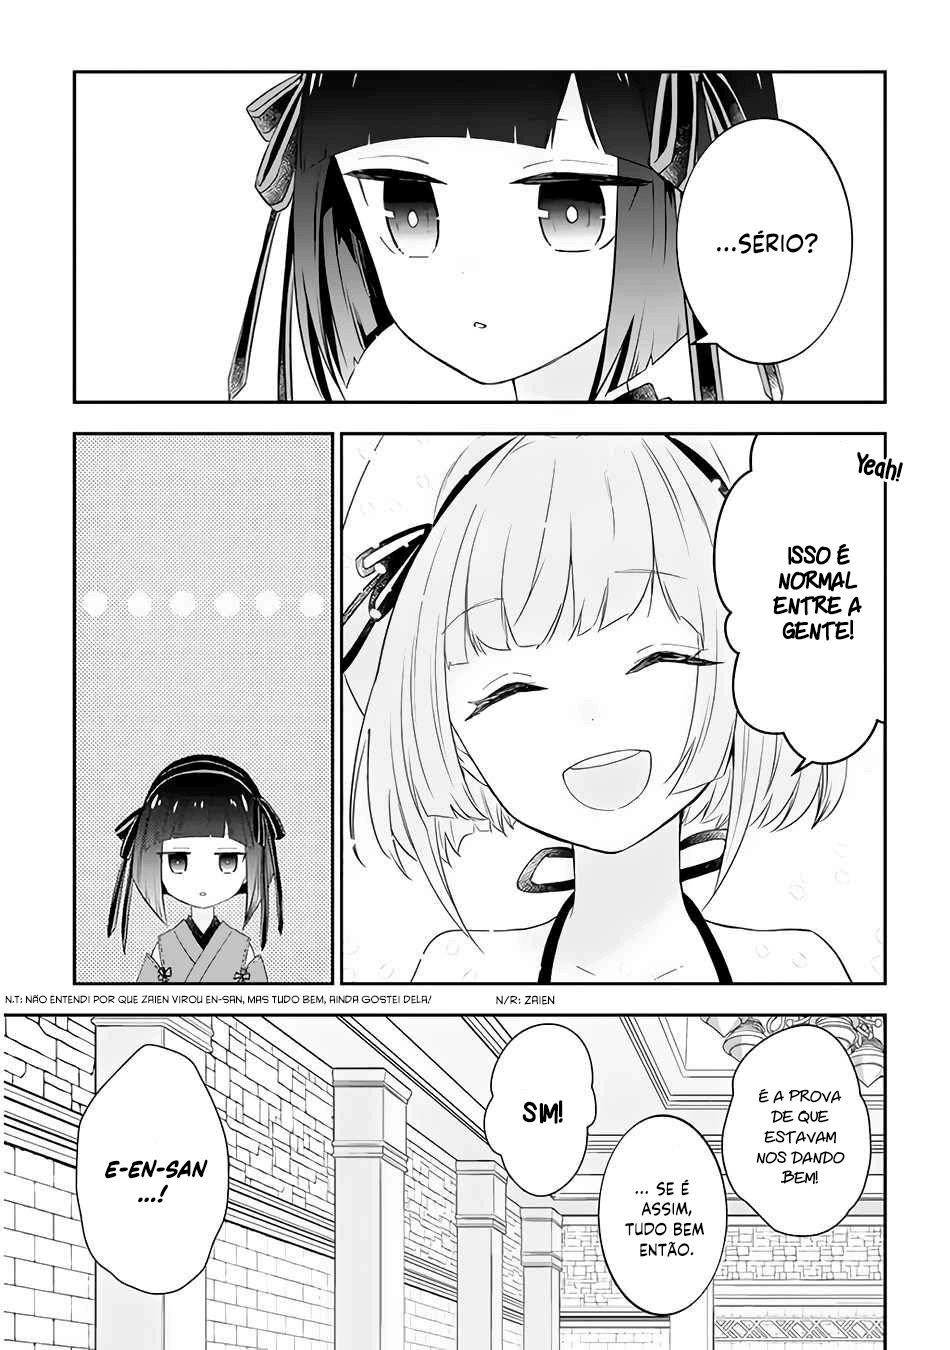 ...SÉRIO?
Yeah!
ISSO É
NORMAL
ENTRE A
GENTE!
N.T: NÃO ENTENDI POR QUE ZAIEN VIROU EN-SAN, MAS TUDO BEM, AINDA GOSTEI DELA!
N/R: ZAIEN
É A PROVA
DE QUE
ESTAVAM
NOS DANDO
BEM!
SIM!
... SE É
ASSIM,
TUDO BEM
ENTÃO.
E-EN-SAN
...!